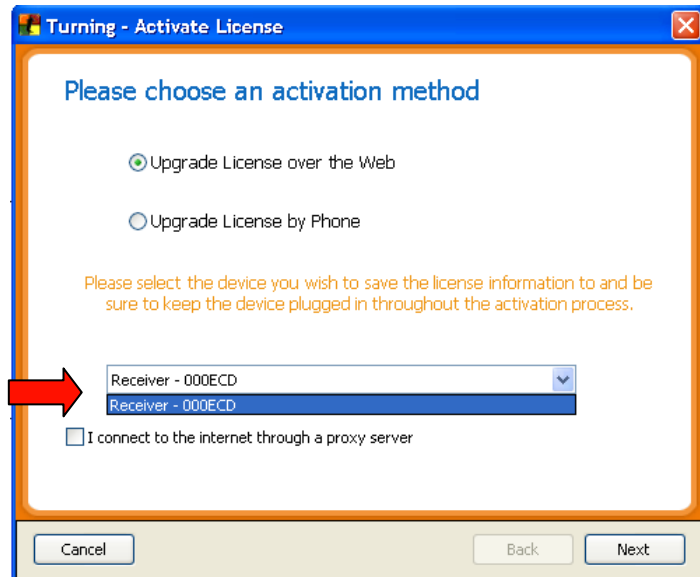 Turning - Activate License
Please choose an activation method
Upgrade License over the Web
Upgrade License by Phone
Please select the device you wish to save the license information to and be
sure to keep the device plugged in throughout the activation process.
Receiver - 000ECD
Receiver - 000ECD
I connect to the internet through a proxy server
Cancel
Back
Next